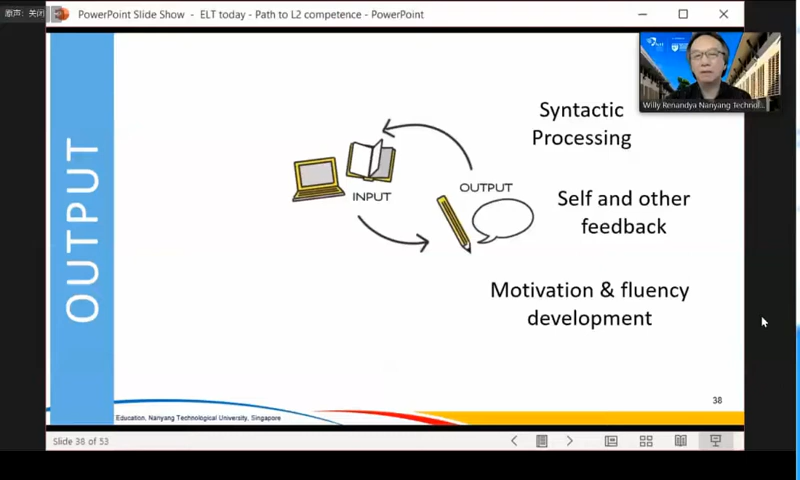 原声: 关闭
PowerPoint Slide Show - ELT today - Path to L2 competence - PowerPoint
Willy Renandya Nanyang Technol...
OUTPUT
Syntactic
Processing
INPUT
OUTPUT
Self and other
feedback
Motivation & fluency
development
38
Education, Nanyang Technological University, Singapore
Slide 38 of 53